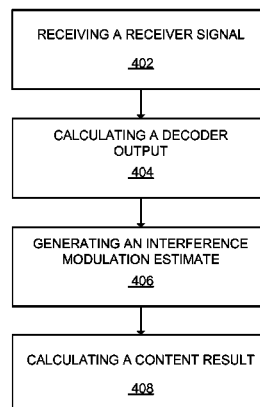 RECEIVING A RECEIVER SIGNAL
402
CALCULATING A DECODER
OUTPUT
404
GENERATING AN INTERFERENCE
MODULATION ESTIMATE
406
CALCULATING A CONTENT RESULT
408